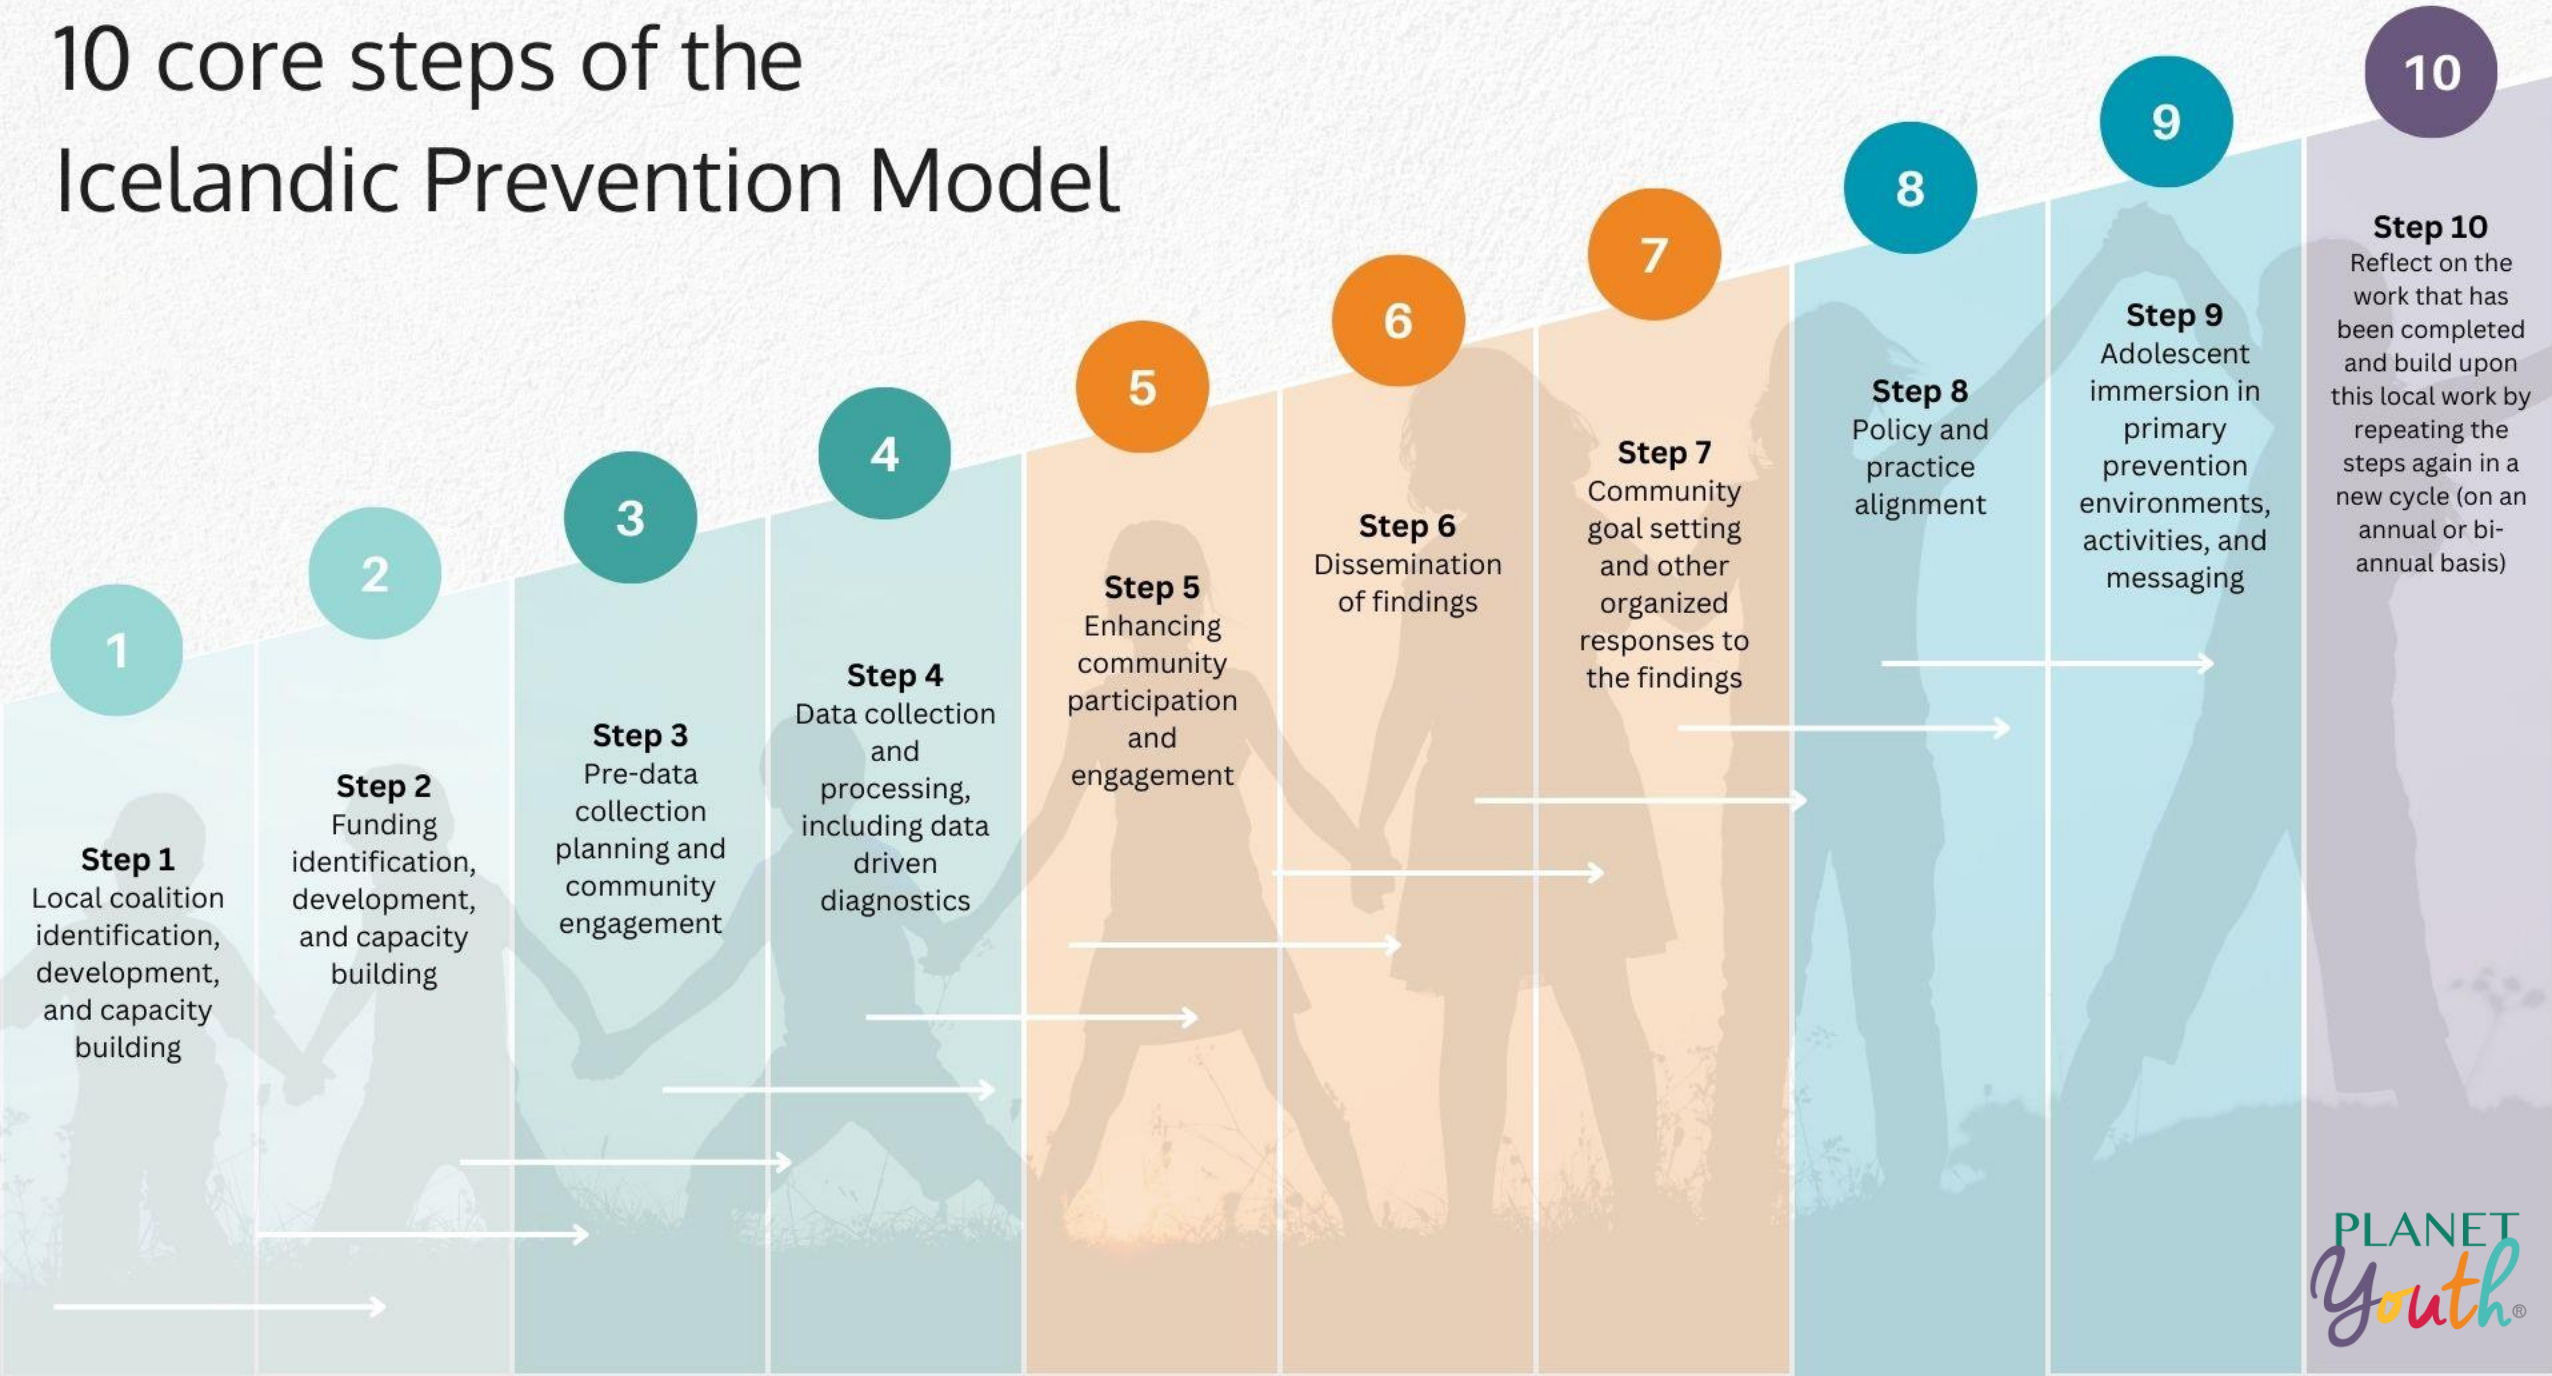 10 core steps of the
Icelandic Prevention Model
1
Step 1
Local coalition
identification,
development,
and capacity
building
2
Step 2
Funding
identification,
development,
and capacity
building
3
Step 3
Pre-data
collection
planning and
community
engagement
4
Step 4
Data collection
and
processing,
including data
driven
diagnostics
5
Step 5
Enhancing
community
participation
and
engagement
6
Step 6
Dissemination
of findings
7
Step 7
Community
goal setting
and other
organized
responses to
the findings
8
Step 8
Policy and
practice
alignment
9
Step 9
Adolescent
immersion in
primary
prevention
environments,
activities, and
messaging
10
Step 10
Reflect on the
work that has
been completed
and build upon
this local work by
repeating the
steps again in a
new cycle (on an
annual or bi-
annual basis)
PLANET
Youth®